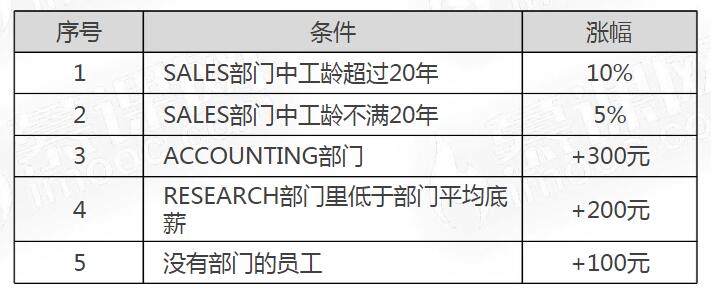 序号 条件 涨幅
1 SALES部门中工龄超过20年 10%
2 SALES部门中工龄不满20年 5%
3 ACCOUNTING部门 +300元
4 RESEARCH部门里低于部门平均底
薪 +200元
5 没有部门的员工 +100元